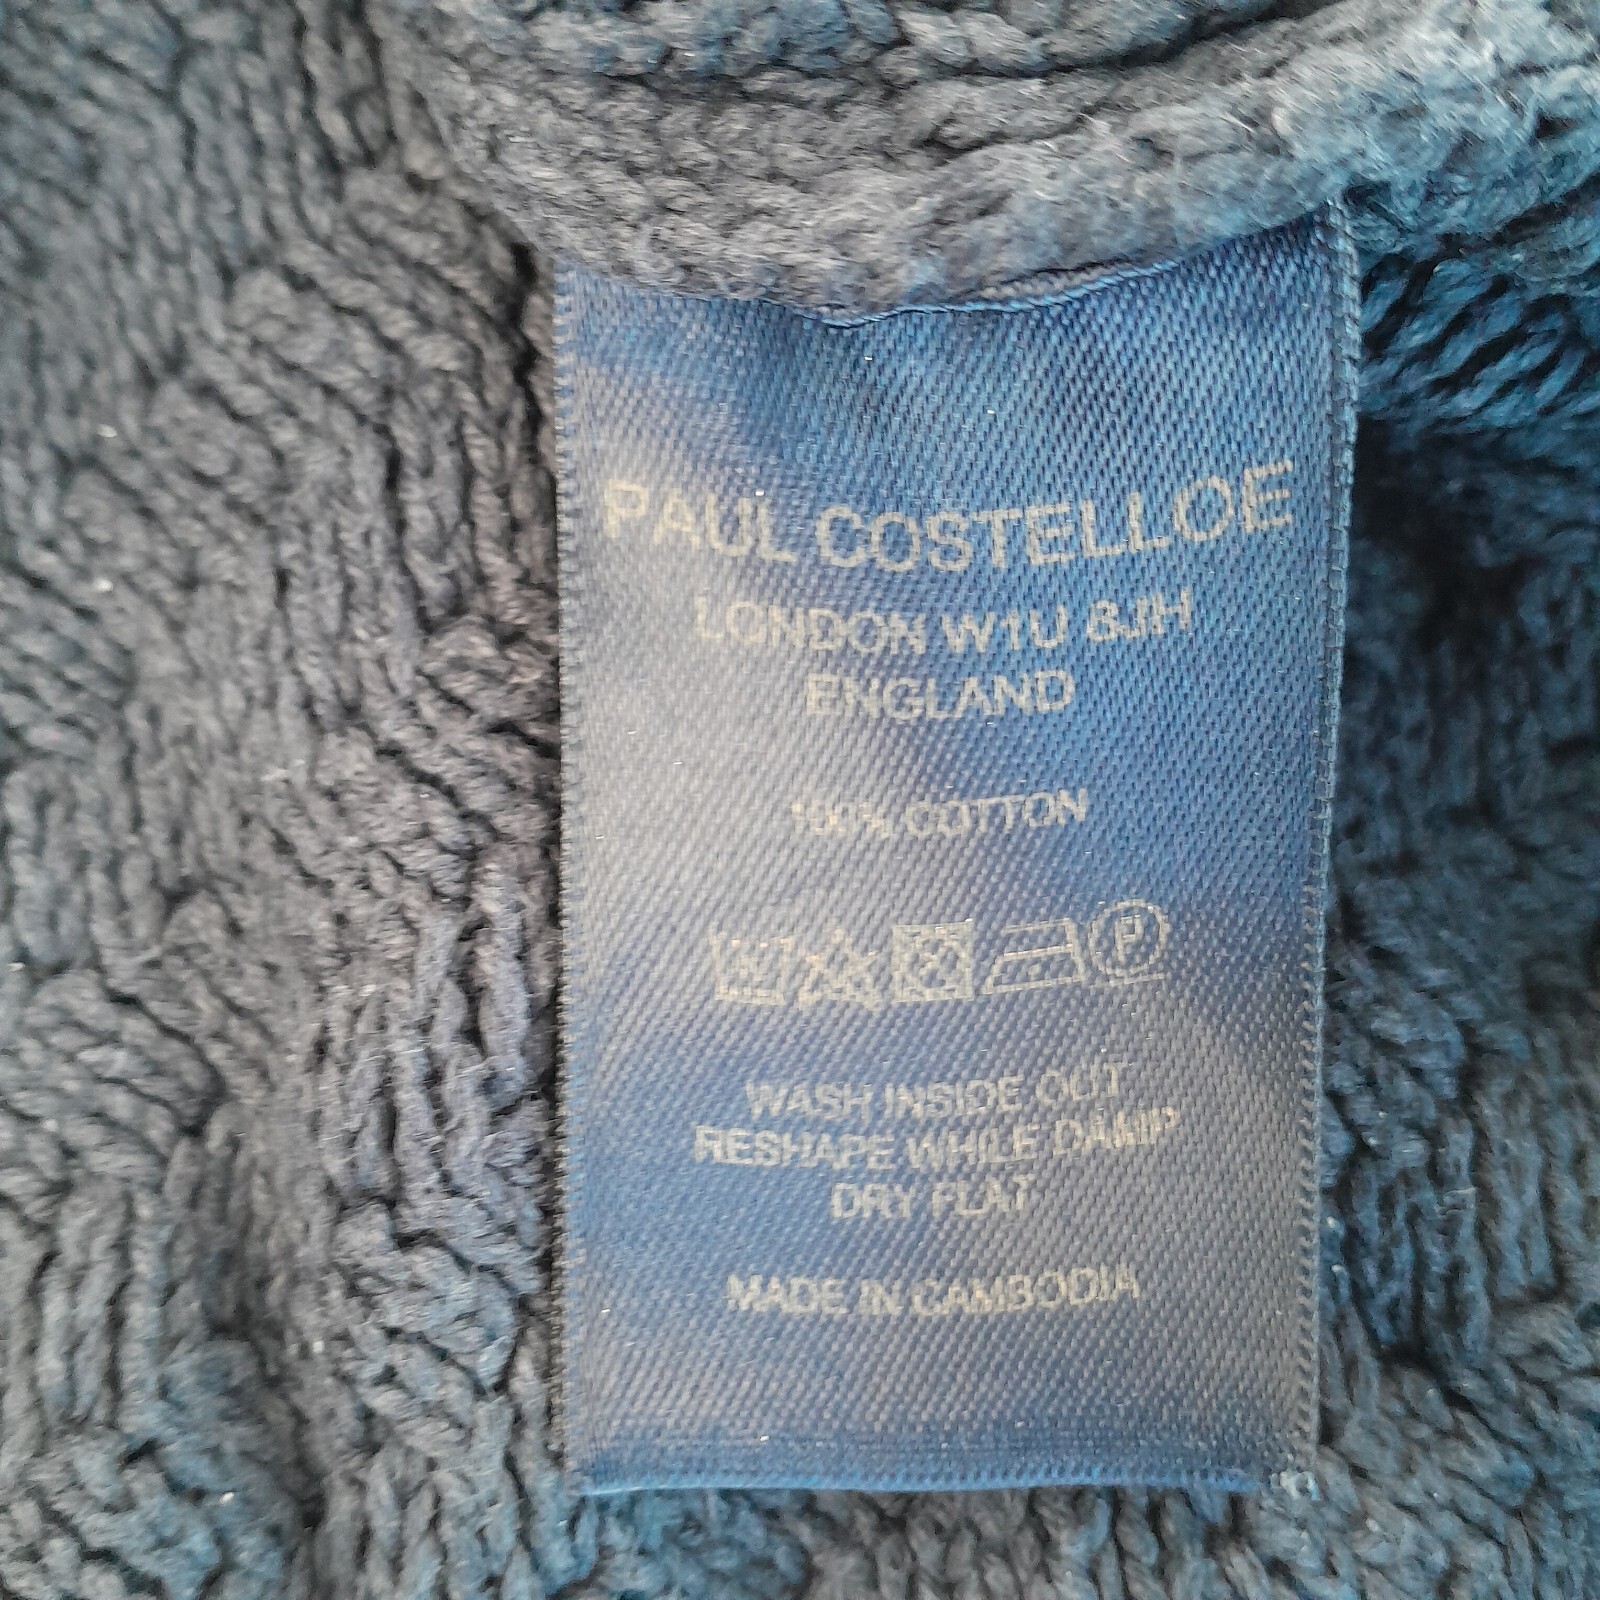 PAUL COSTELLOE
LONDON W1U 8JH
ENGLAND
100% COTTON
P
WASH INSIDE OUT
RESHAPE WHILE DAMP
DRY FLAT
MADE IN CAMBODIA